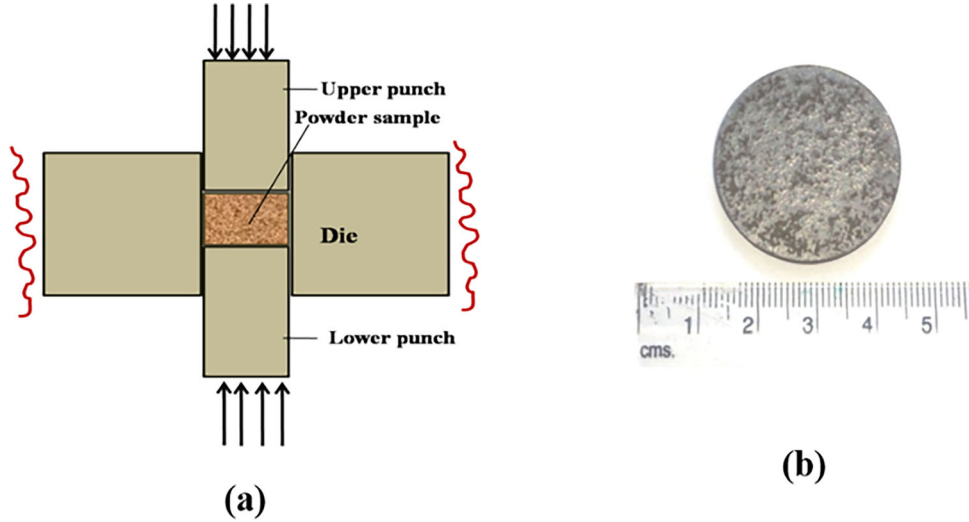 Upper punch
Powder sample
Die
Lower punch
1 2 3 4 5
cms.
(a)
(b)